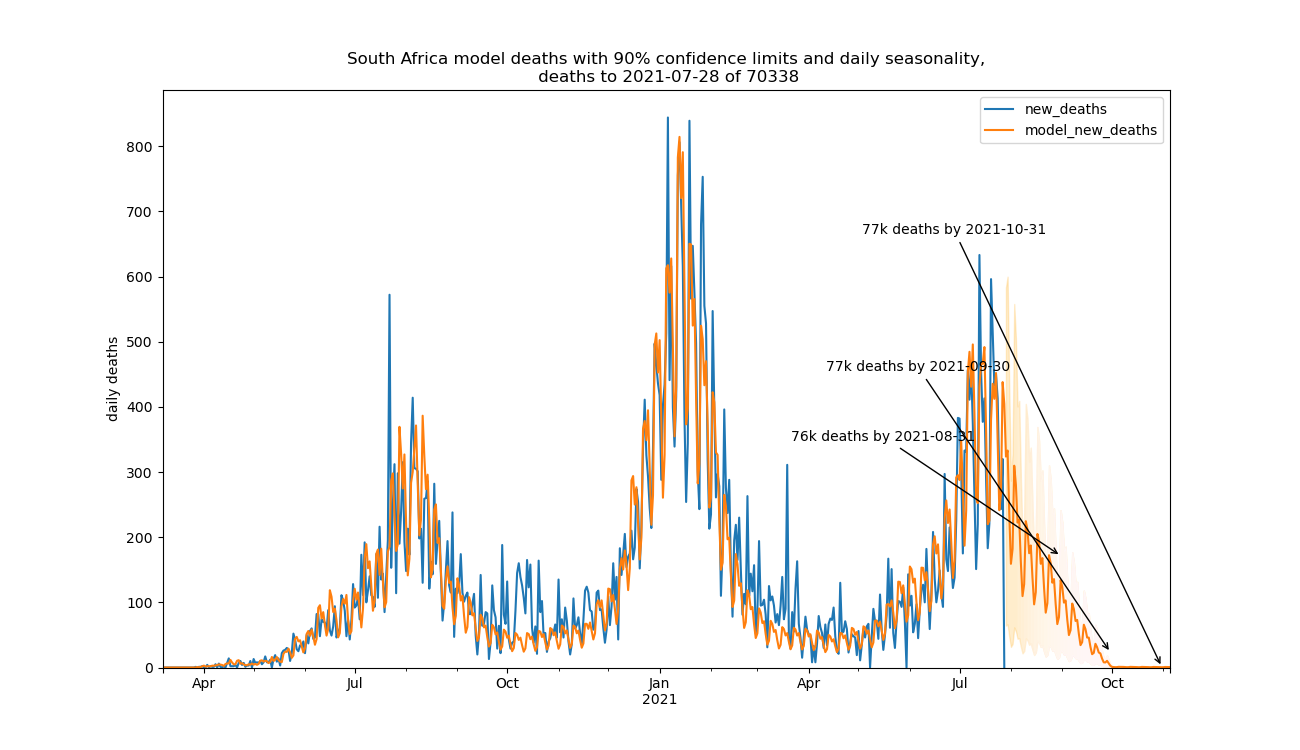 South Africa model deaths with 90% confidence limits and daily seasonality,
deaths to 2021-07-28 of 70338
new_deaths
model_new_deaths
daily deaths
800
700
600
500
400
300
200
100
0
77k deaths by 2021-10-31
77k deaths by 2021-09-30
76k deaths by 2021-08-31
Apr
Jul
Oct
Jan
2021
Apr
Jul
Oct